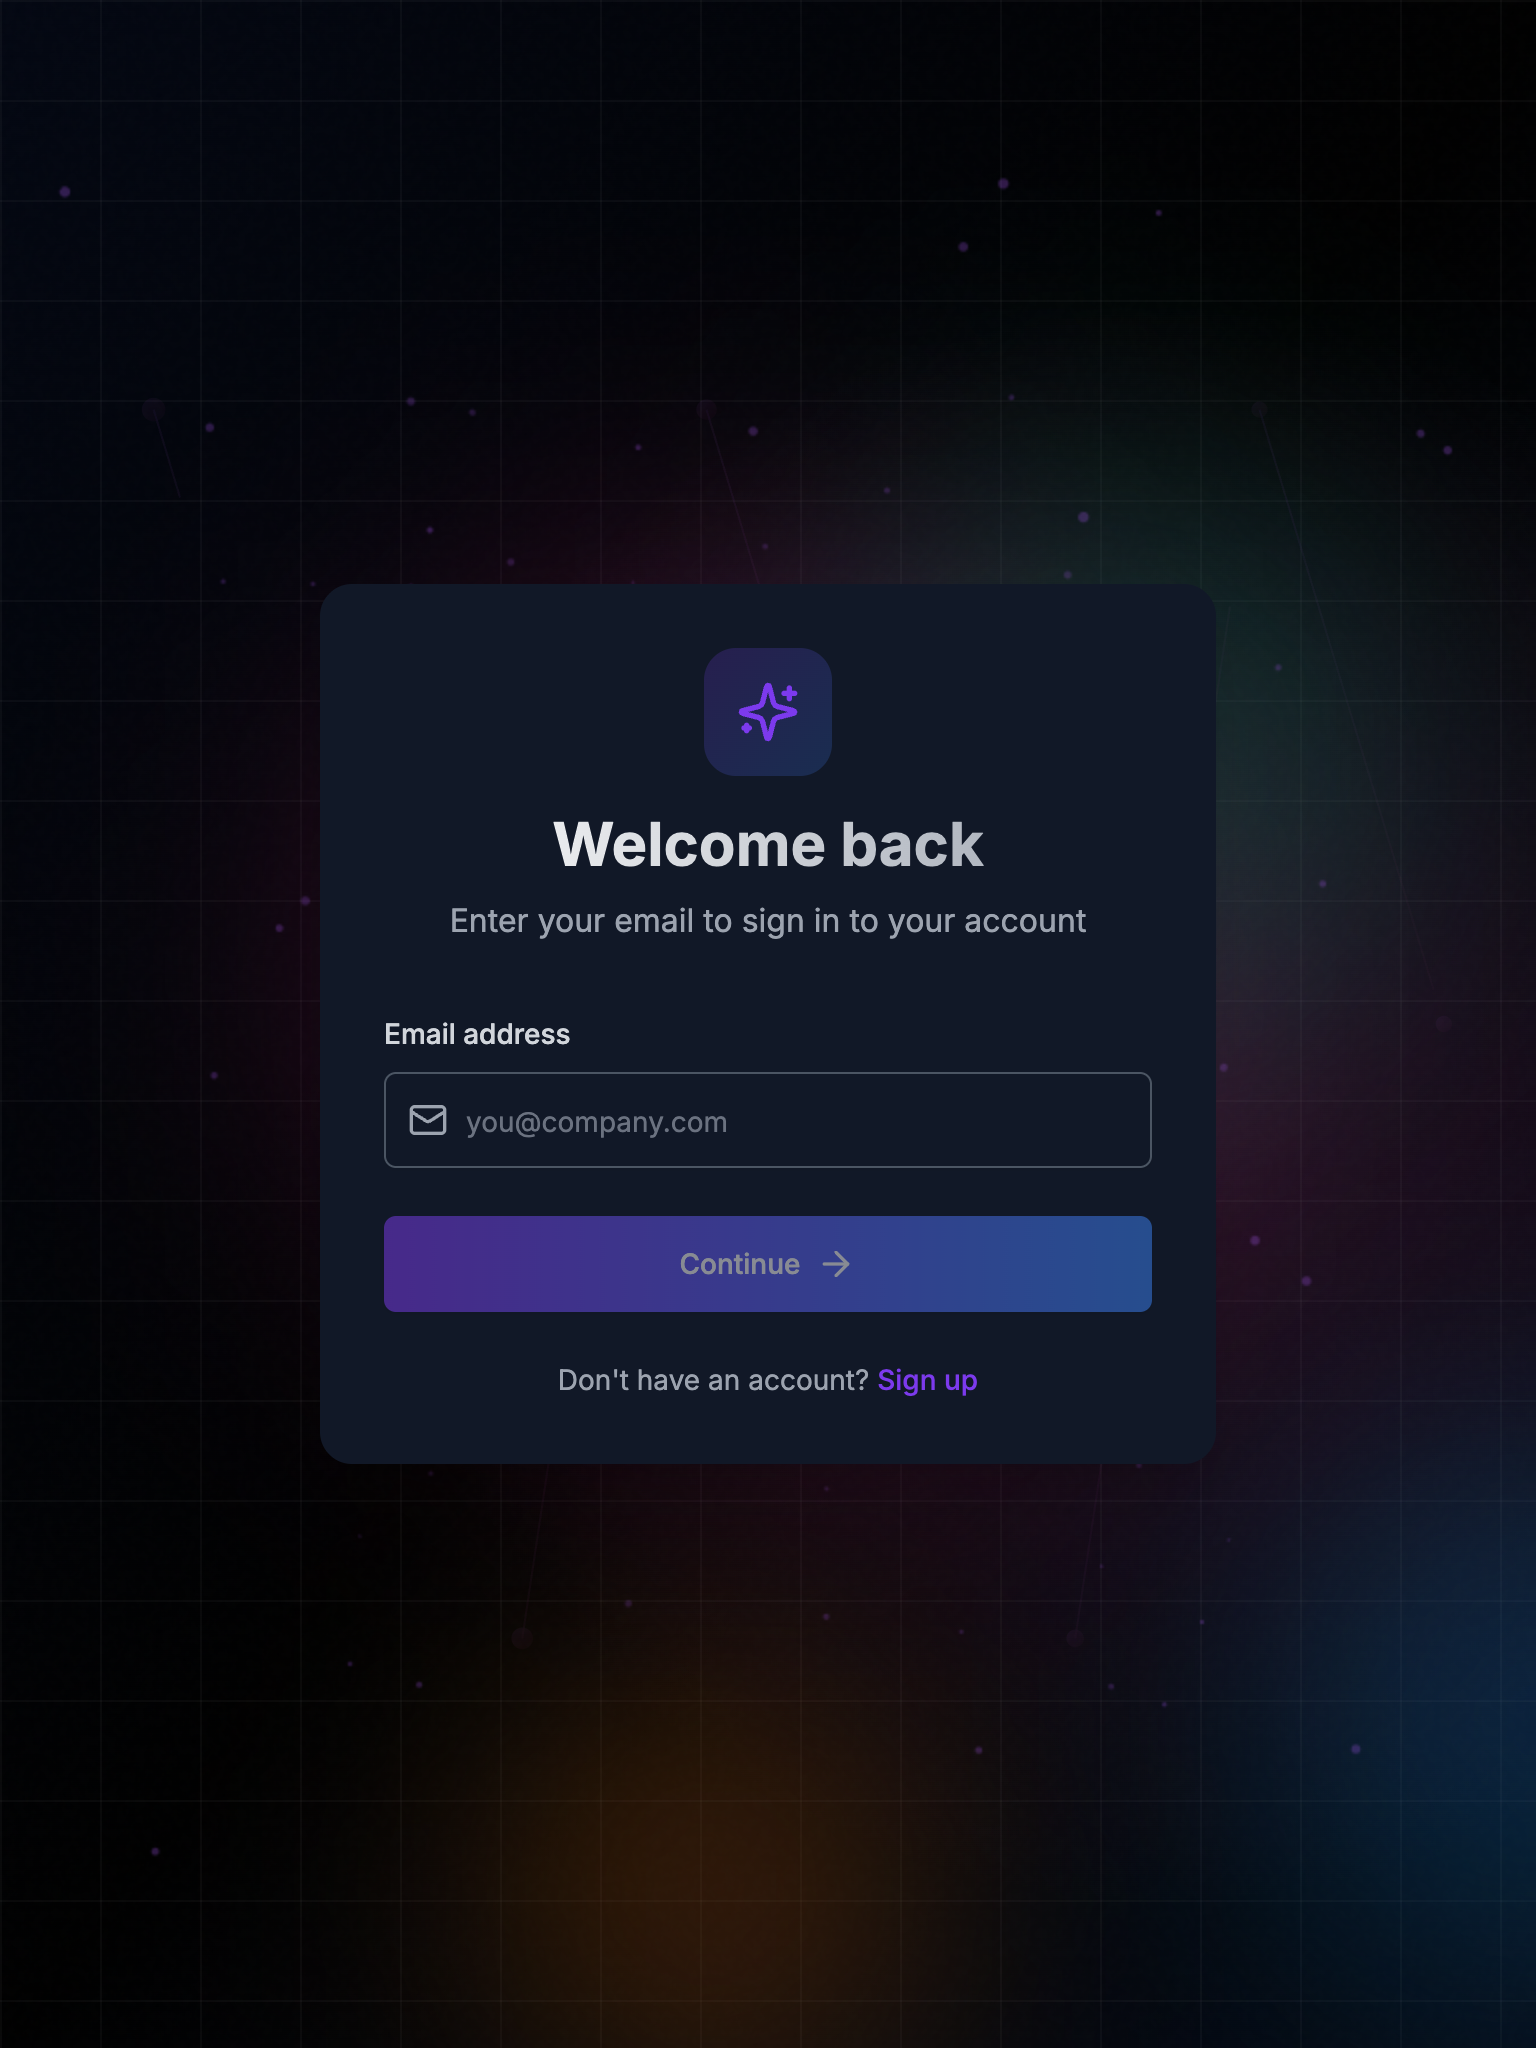 Welcome back
Enter your email to sign in to your account
Email address
you@company.com
Continue
Don't have an account? Sign up